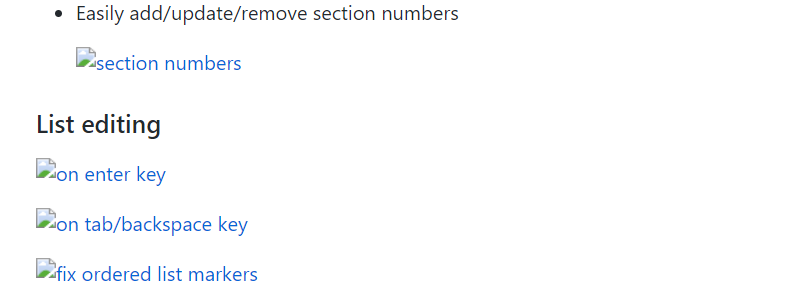 Easily add/update/remove section numbers
section numbers
List editing
on enter key
on tab/backspace key
fix ordered list markers